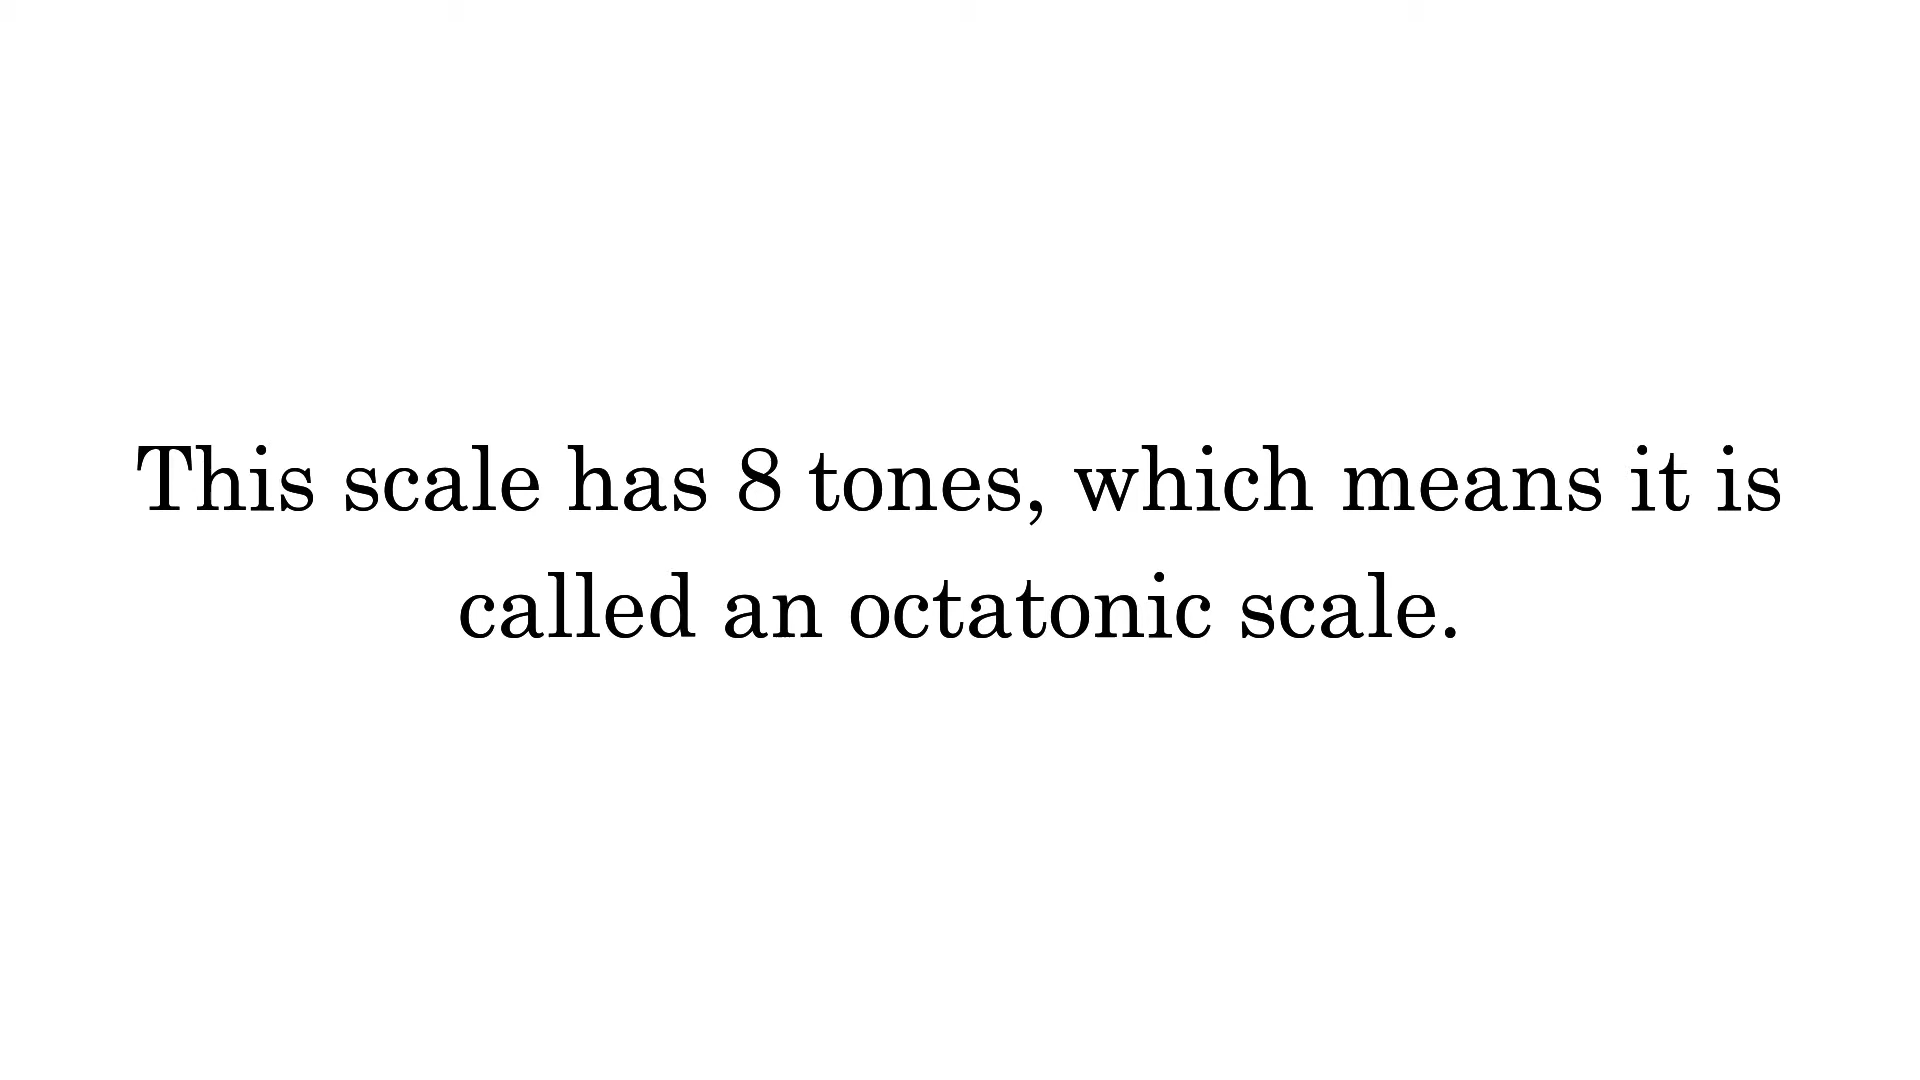 This scale has 8 tones, which means it is
called an octatonic scale.